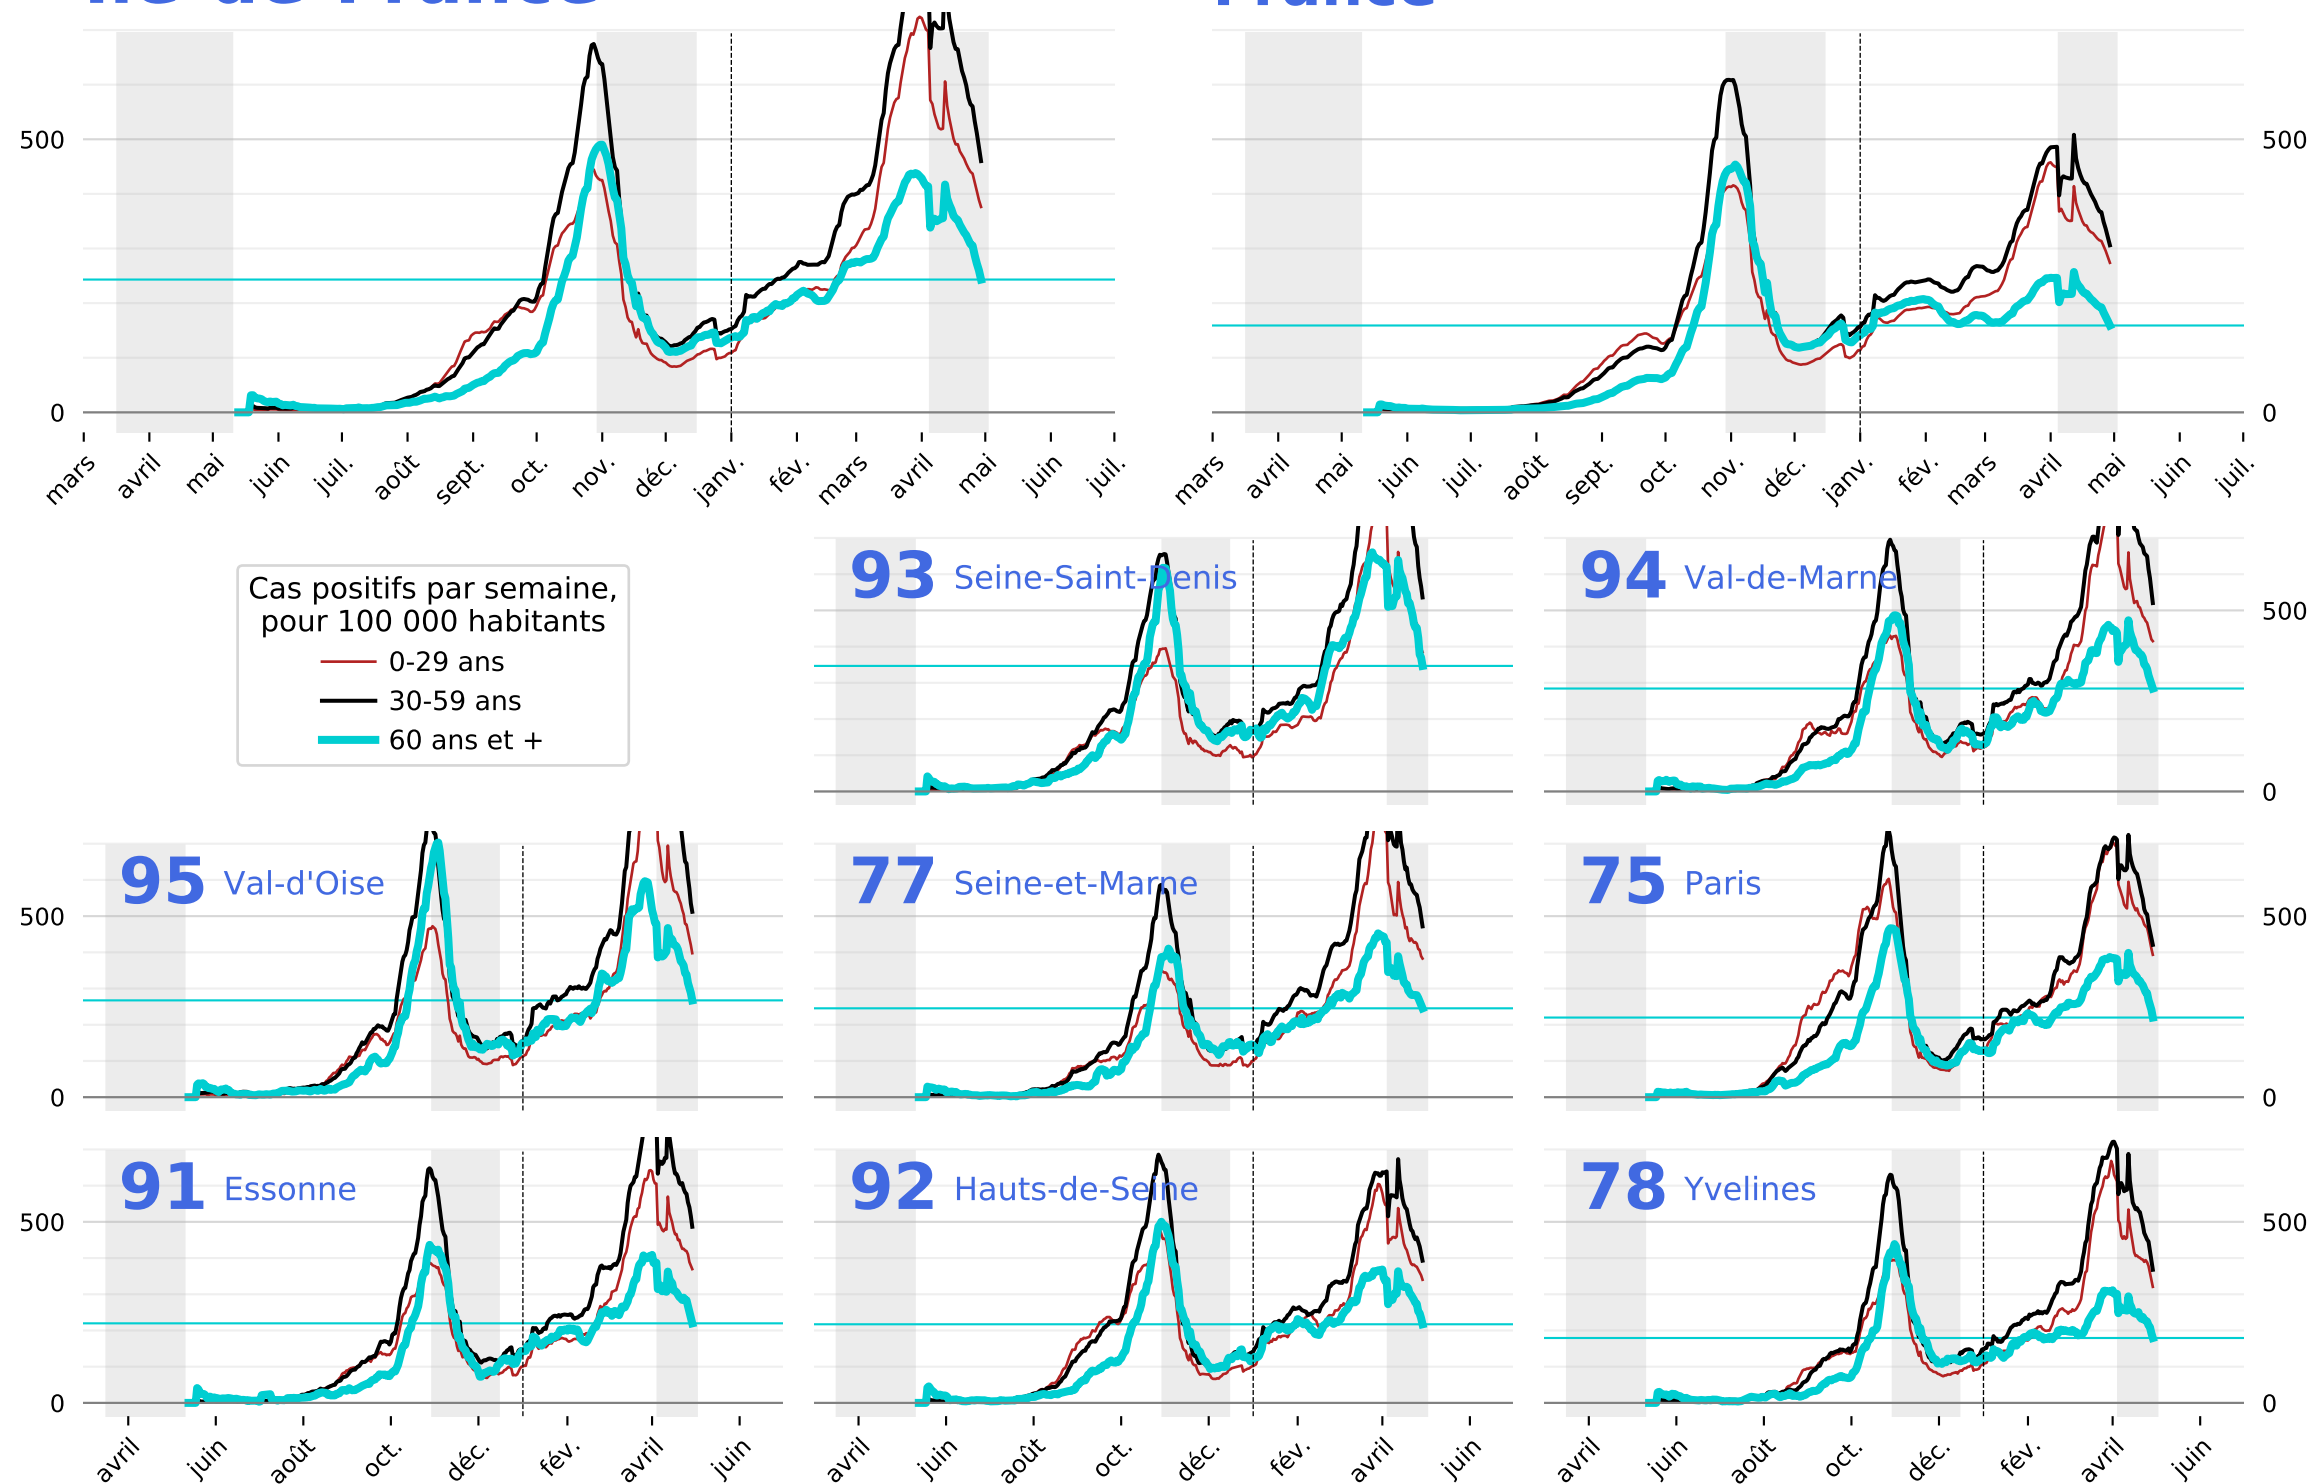 Île de France
France
500
0
mars avril mai juin juil. août sept. oct. nov. déc. janv. fév. mars avril mai juin juil.
500
0
mars avril mai juin juil. août sept. oct. nov. déc. janv. fév. mars avril mai juin juil.
Cas positifs par semaine,
pour 100 000 habitants
0-29 ans
30-59 ans
60 ans et +
93 Seine-Saint-Denis
94 Val-de-Marne
500
0
95 Val-d'Oise
500
0
77 Seine-et-Marne
75 Paris
500
0
91 Essonne
500
0
avril juin août oct. déc. fév. avril juin
92 Hauts-de-Seine
avril juin août oct. déc. fév. avril juin
78 Yvelines
500
0
avril juin août oct. déc. fév. avril juin